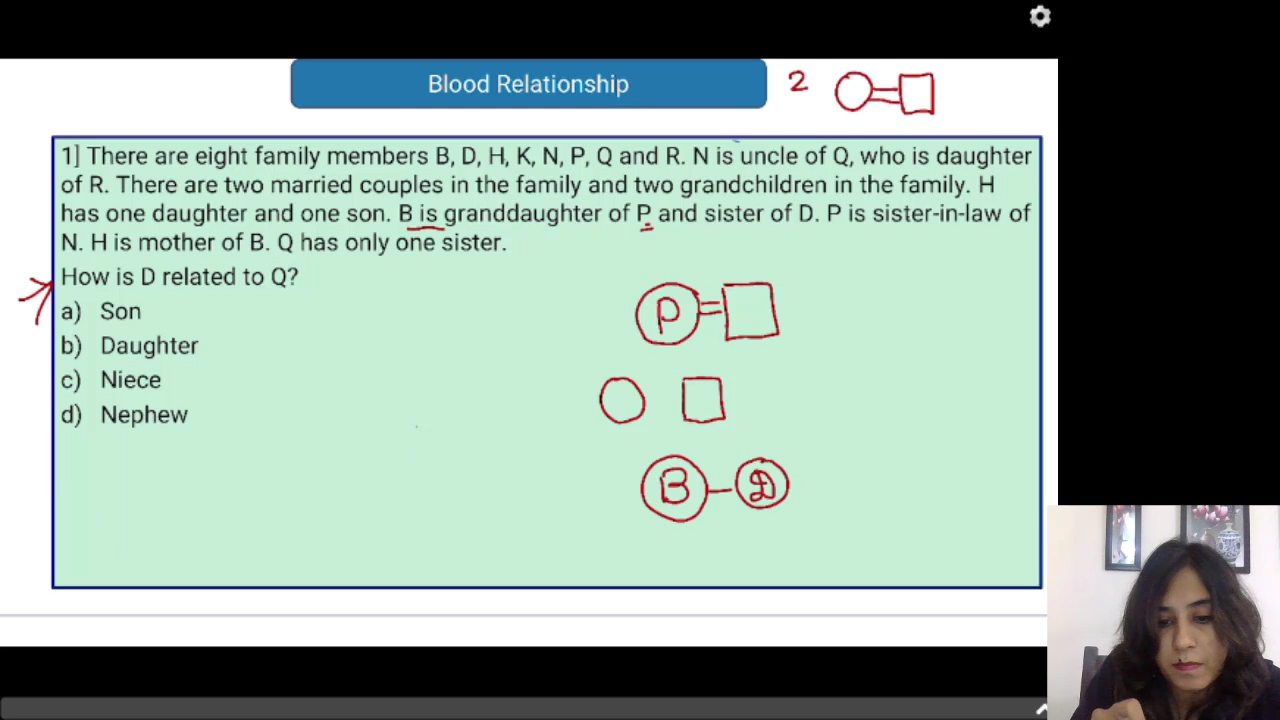 Blood Relationship
2
1] There are eight family members B, D, H, K, N, P, Q and R. N is uncle of Q, who is daughter
of R. There are two married couples in the family and two grandchildren in the family. H
has one daughter and one son. B is granddaughter of P and sister of D. P is sister-in-law of
N. H is mother of B. Q has only one sister.
How is D related to Q?
a) Son
b) Daughter
c) Niece
d) Nephew
P
B D